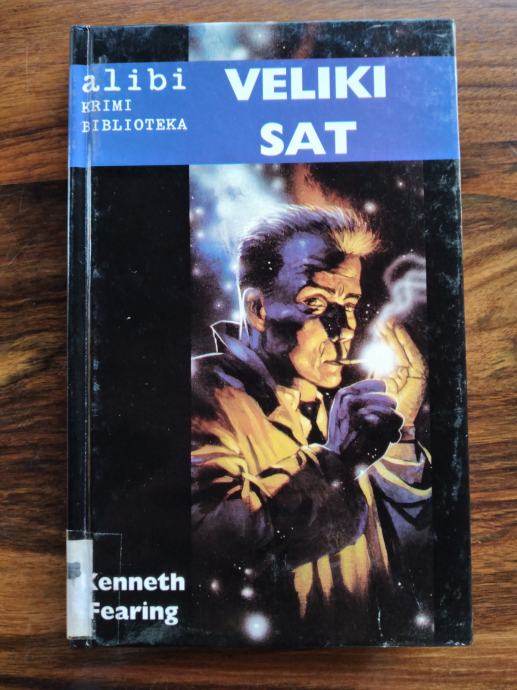 alibi
KRIMI
BIBLIOTEKA
VELIKI
SAT
Kenneth
Fearing